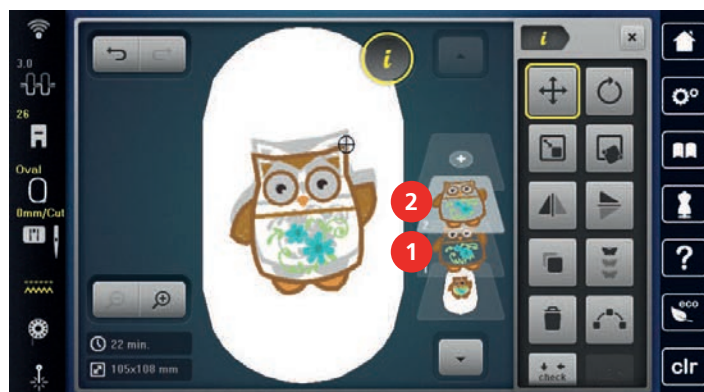 3.0
26
Oval
0mm/Cut
i
i
×
2
1
22 min.
105x108 mm
check
?
eco
clr